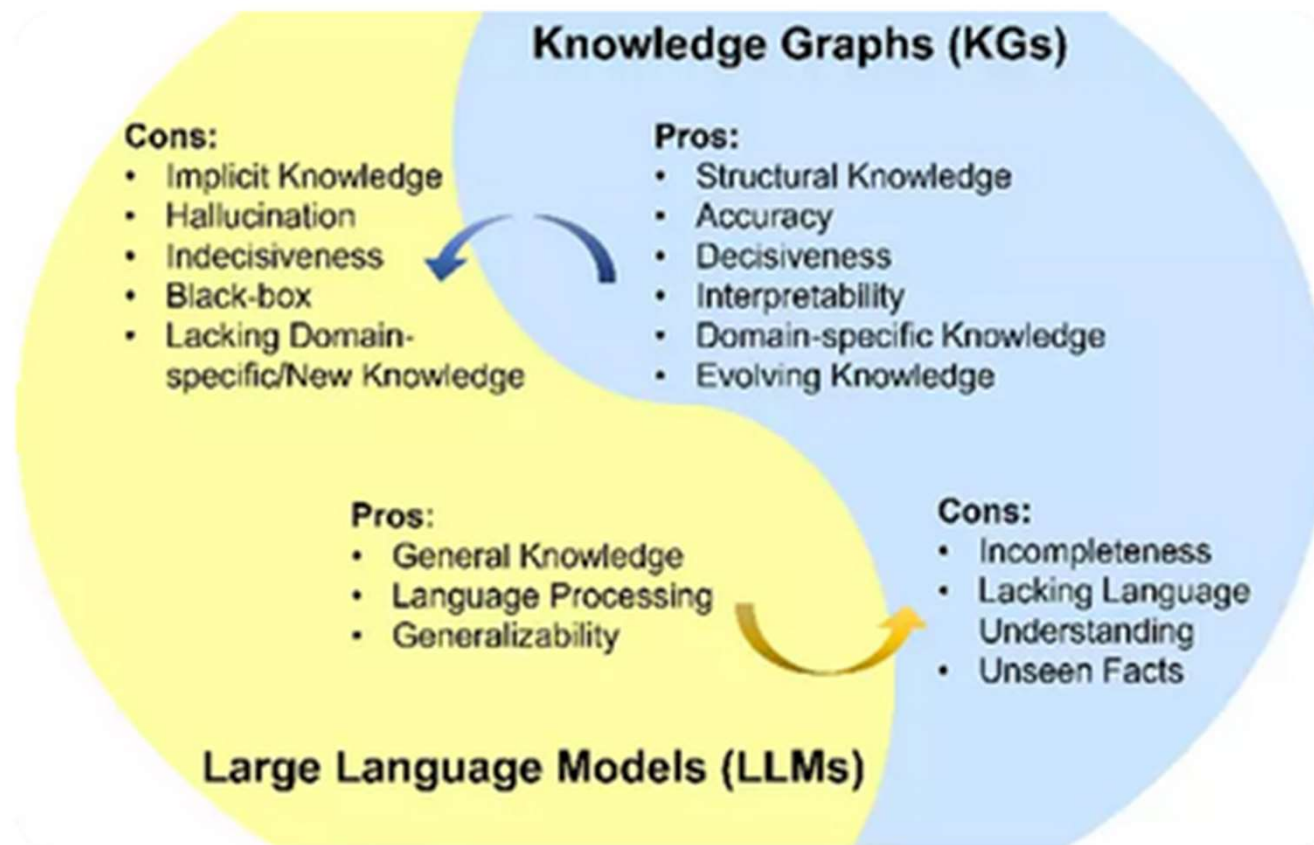 Knowledge Graphs (KGs)
Cons:
• Implicit Knowledge
• Hallucination
• Indecisiveness
• Black-box
• Lacking Domain-
specific/New Knowledge
Pros:
• Structural Knowledge
• Accuracy
• Decisiveness
• Interpretability
• Domain-specific Knowledge
• Evolving Knowledge
Pros:
• General Knowledge
• Language Processing
• Generalizability
Cons:
• Incompleteness
• Lacking Language
Understanding
• Unseen Facts
Large Language Models (LLMs)